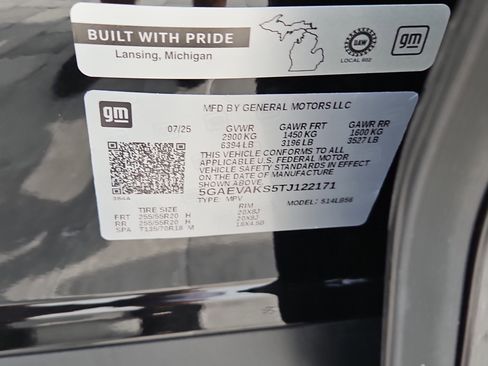 BUILT WITH PRIDE
Lansing, Michigan
UAW
LOCAL 602
gm
gm
MFD BY GENERAL MOTORS LLC
07/25 GVWR GAWR FRT GAWR RR
2900 KG 1450 KG 1600 KG
6394 LB 3196 LB 3527 LB
THIS VEHICLE CONFORMS TO ALL
APPLICABLE U.S. FEDERAL MOTOR
VEHICLE SAFETY STANDARDS IN EFFECT
ON THE DATE OF MANUFACTURE SHOWN ABOVE.
5GAEVAKS5TJ122171
TYPE: MPV MODEL:
TIRE SIZE RIM
FRT 255/55R20 H 20X8J
RR 255/55R20 H 20X8J
SPA T135/70R18 M 18X4.5B